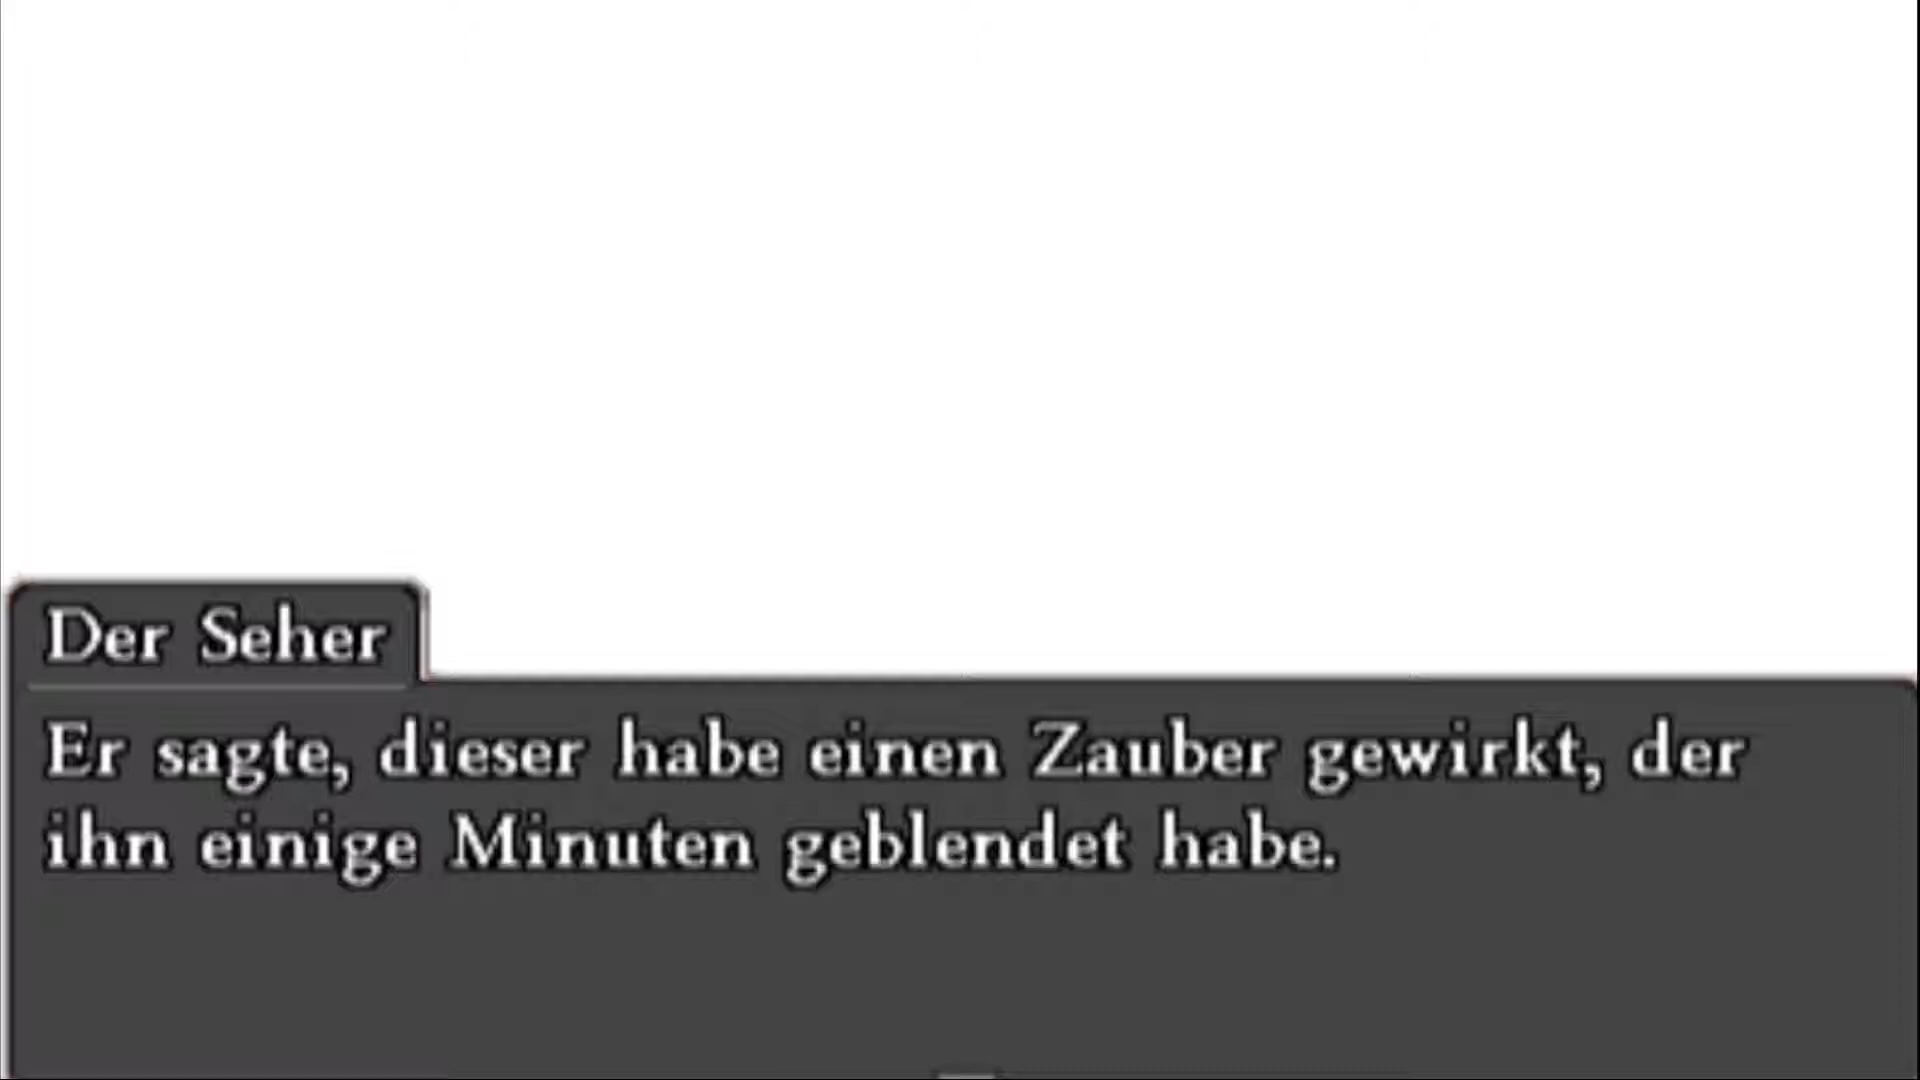 Der Seher
Er sagte, dieser habe einen Zauber gewirkt, der
ihn einige Minuten geblendet habe.